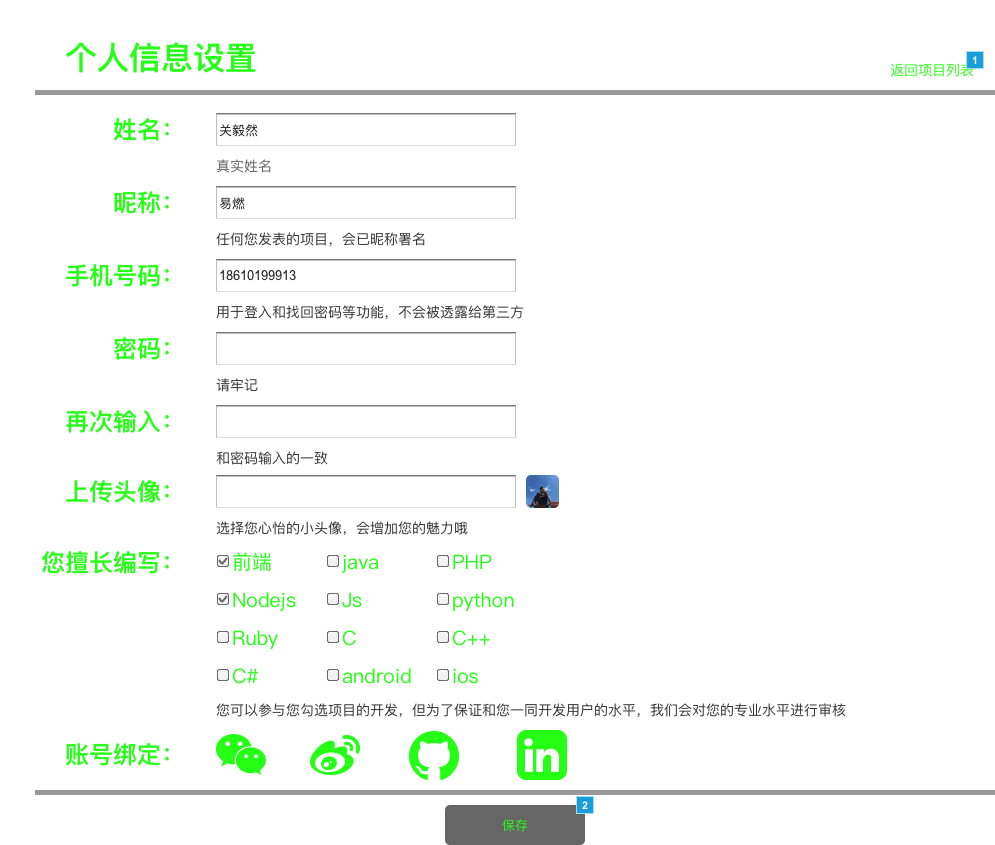 个人信息设置
返回项目列表
1
姓名：
关毅然
真实姓名
昵称：
易燃
任何您发表的项目，会已昵称署名
手机号码：
18610199913
用于登入和找回密码等功能，不会被透露给第三方
密码：
请牢记
再次输入：
和密码输入的一致
上传头像：
选择您心怡的小头像，会增加您的魅力哦
您擅长编写：
前端 java PHP
Nodejs Js python
Ruby C C++
C# android ios
您可以参与您勾选项目的开发，但为了保证和您一同开发用户的水平，我们会对您的专业水平进行审核
账号绑定：
in
2
保存